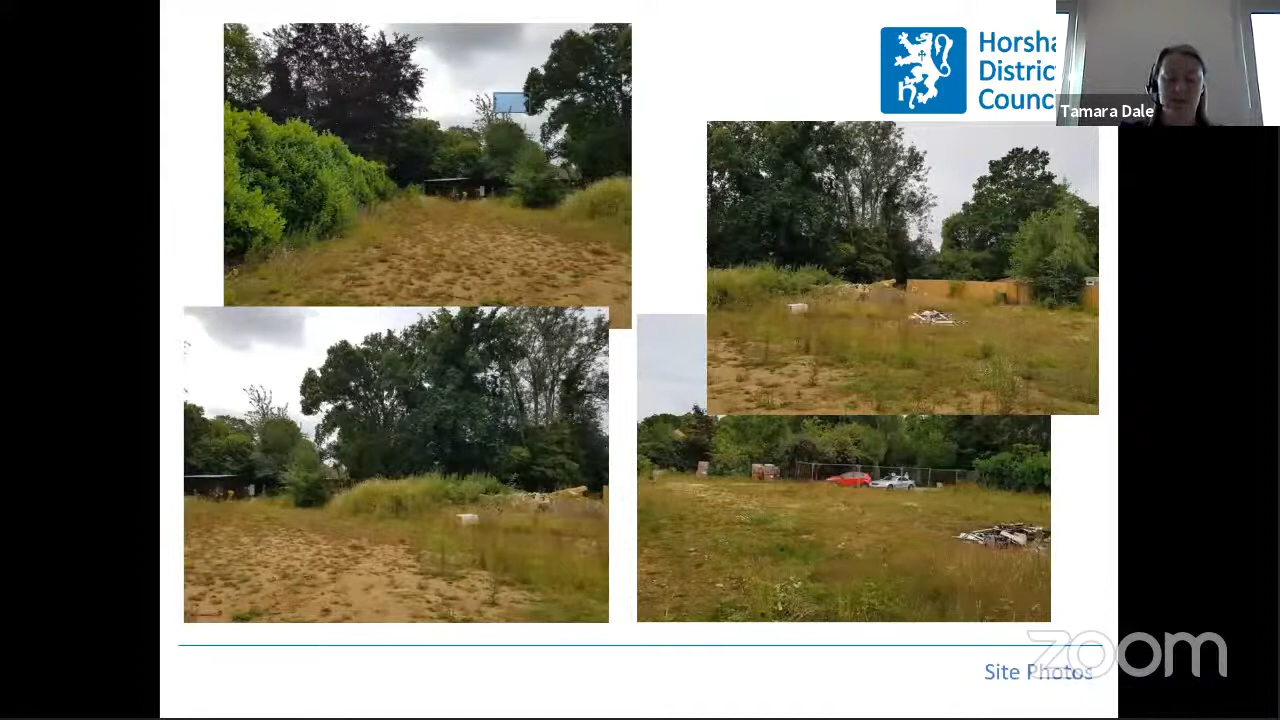 Horsha
Distric
Counc
Tamara Dale
zoom
Site Photos